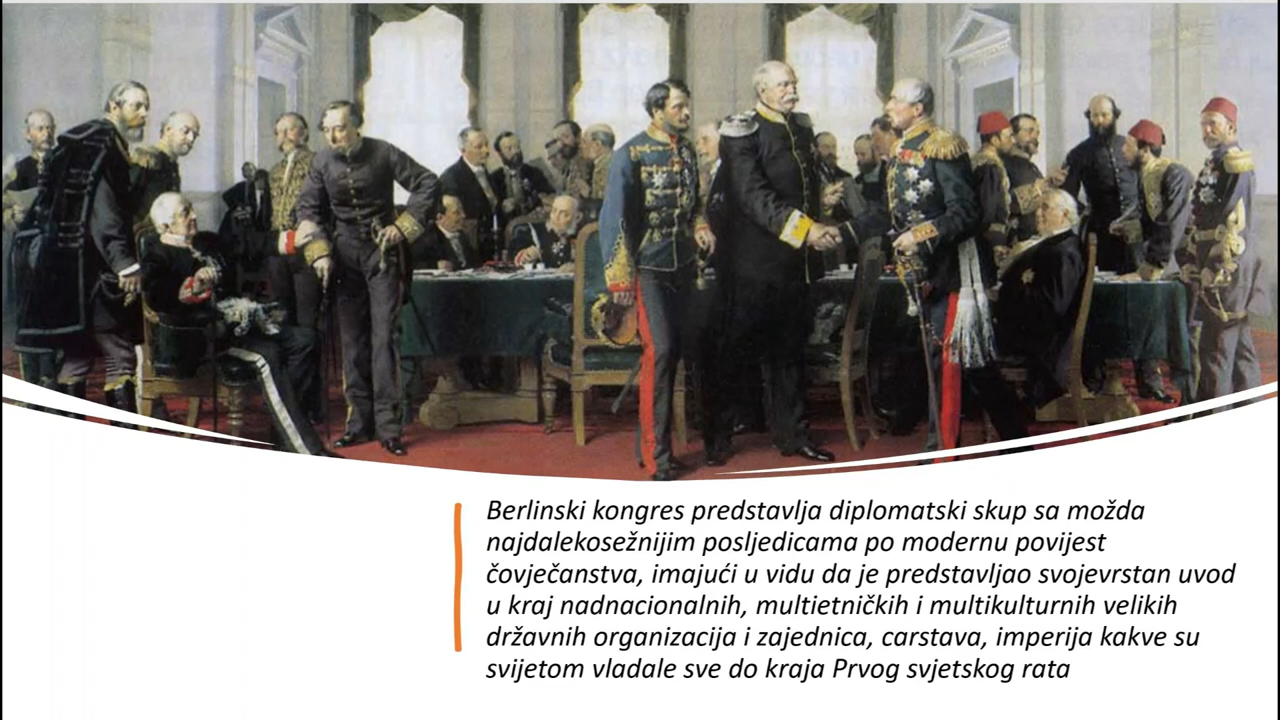 Berlinski kongres predstavlja diplomatski skup sa možda
najdalekosežnijim posljedicama po modernu povijest
čovječanstva, imajući u vidu da je predstavljao svojevrstan uvod
u kraj nadnacionalnih, multietničkih i multikulturnih velikih
državnih organizacija i zajednica, carstava, imperija kakve su
svijetom vladale sve do kraja Prvog svjetskog rata